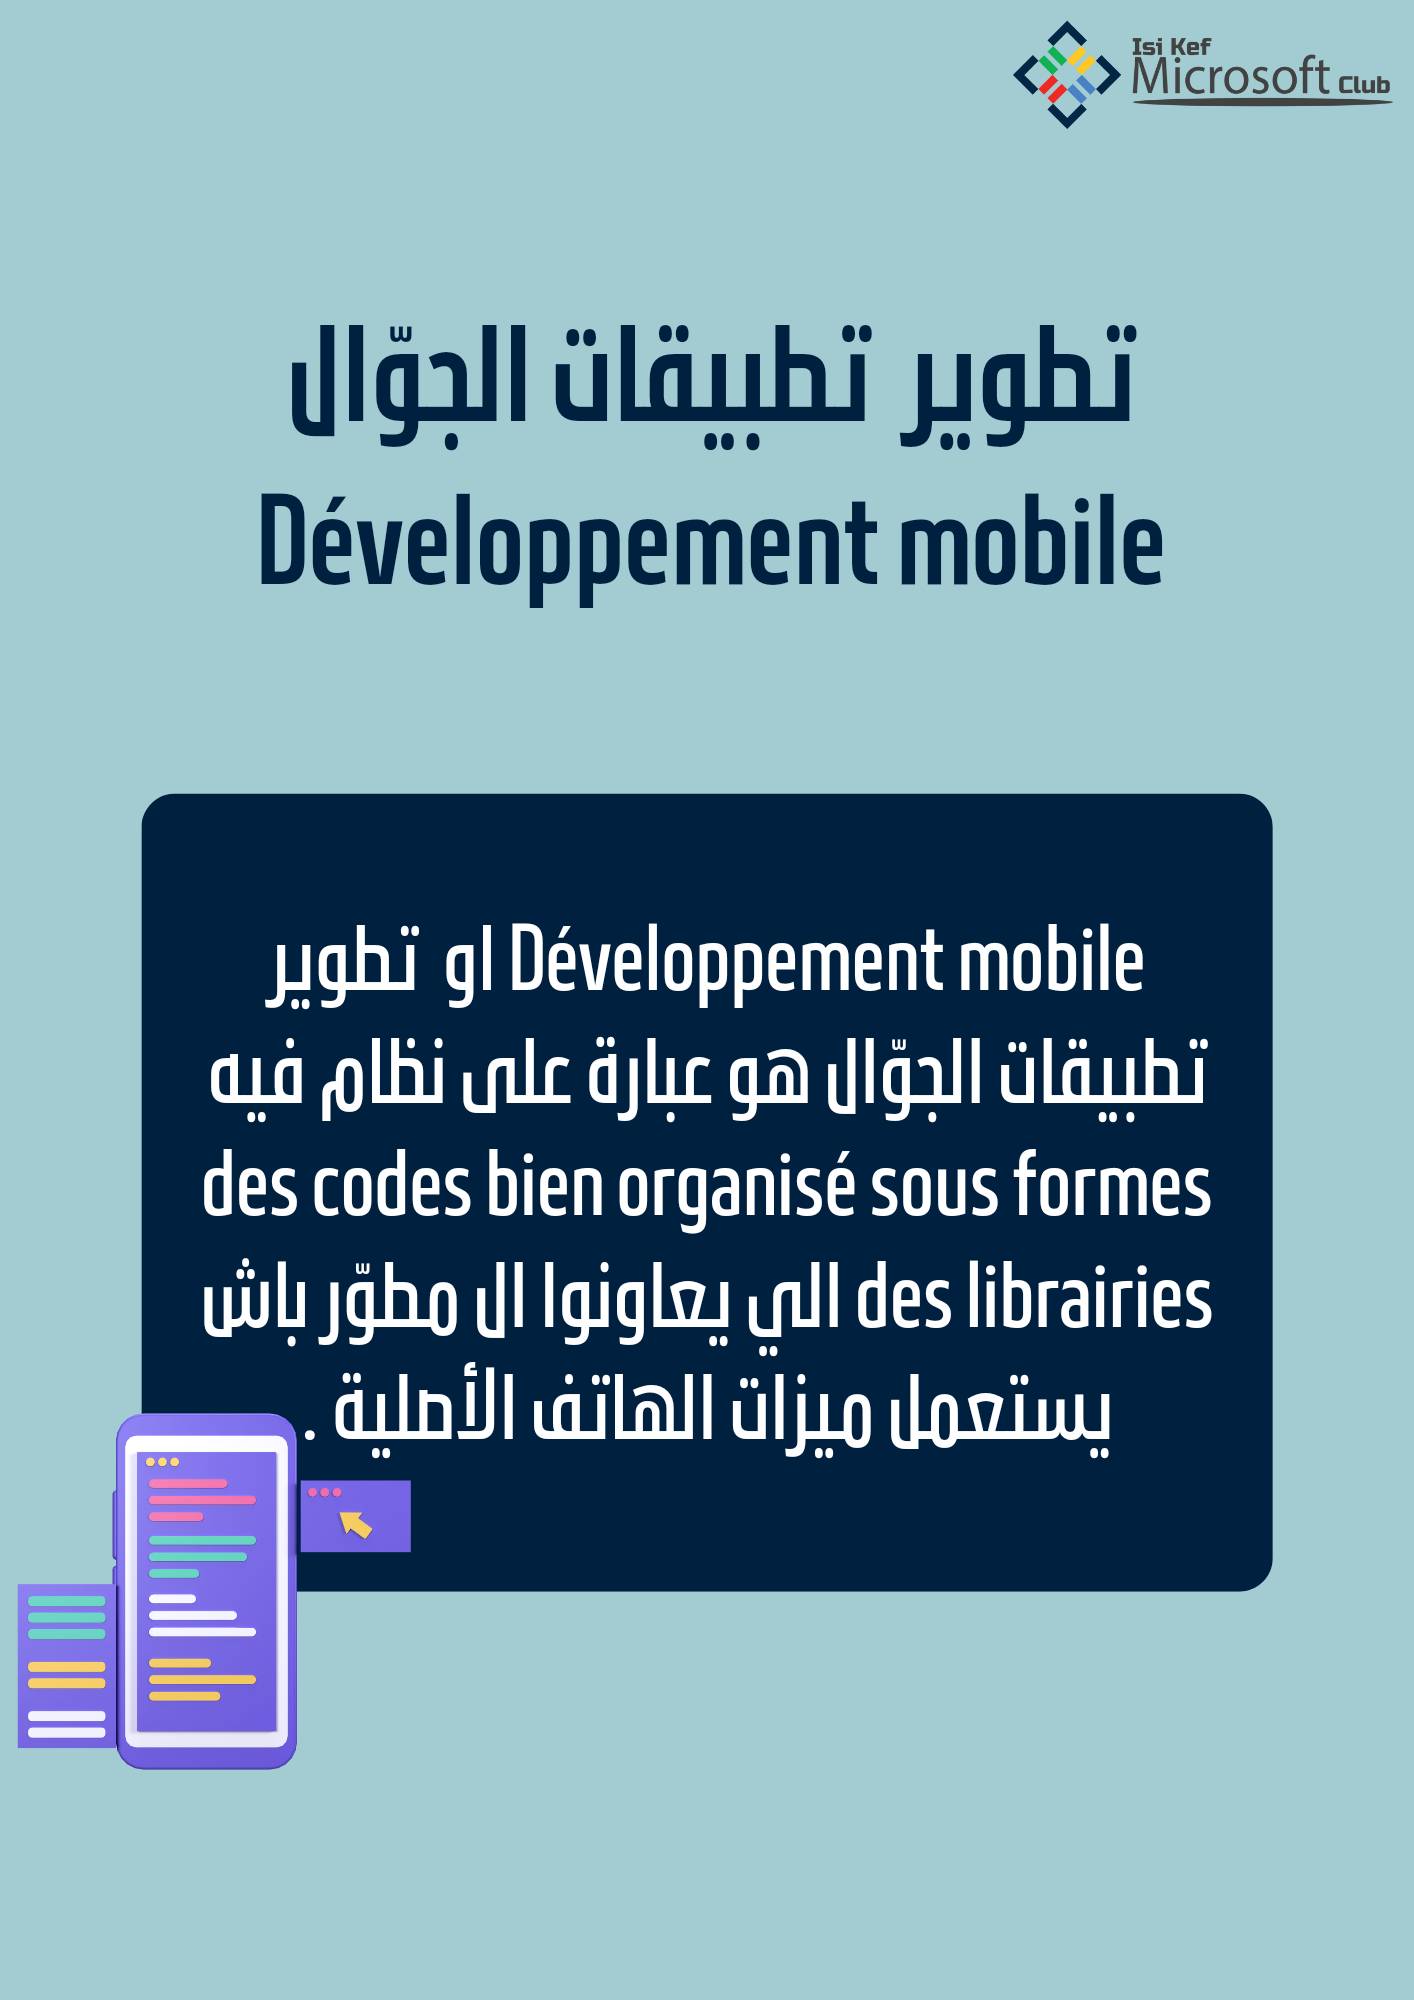 Isi Kef
Microsoft Club
تطوير تطبيقات الجوّال
Développement mobile
Développement mobile او تطوير
تطبيقات الجوّال هو عبارة على نظام فيه
des codes bien organisé sous formes
des librairies الي يعاونوا ال مطوّر باش
يستعمل ميزات الهاتف الأصلية .